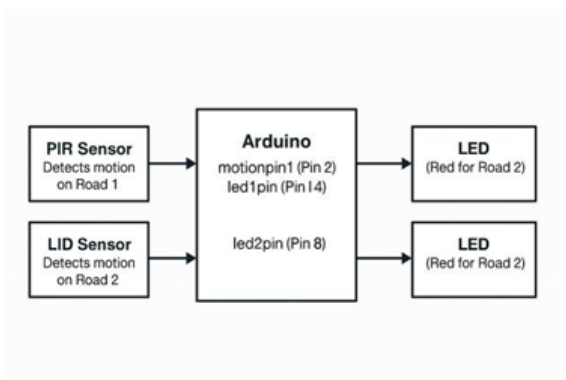 PIR Sensor
Detects motion
on Road 1
LID Sensor
Detects motion
on Road 2
Arduino
motionpin1 (Pin 2)
led1pin (Pin I 4)
led2pin (Pin 8)
LED
(Red for Road 2)
LED
(Red for Road 2)